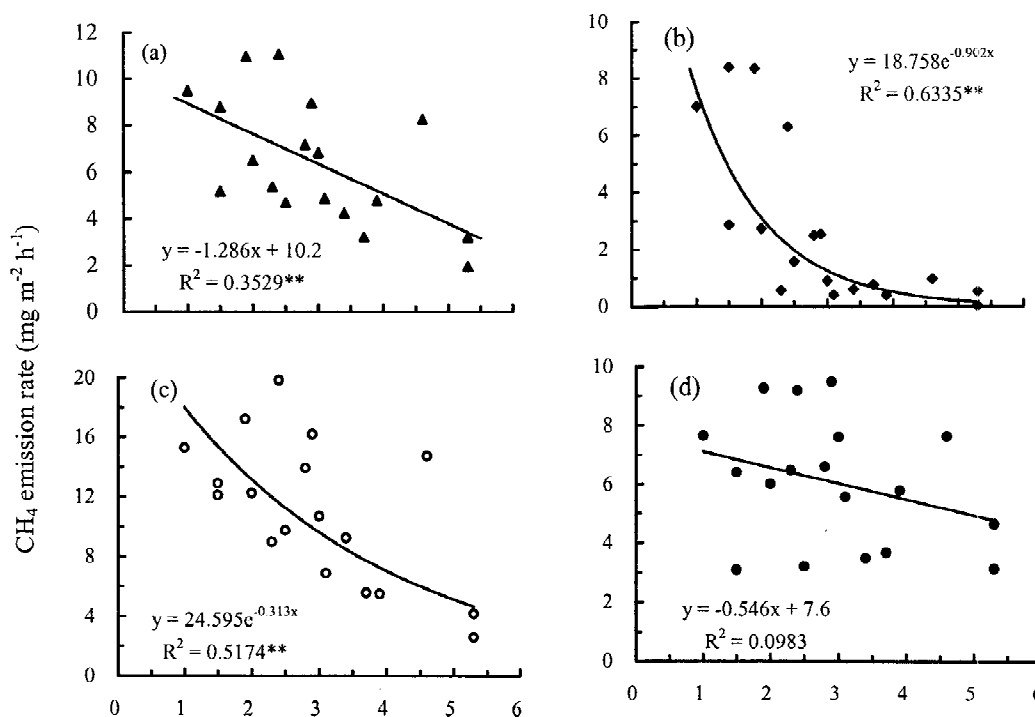 CH₄ emission rate (mg m⁻² h⁻¹)
(a)
12
10
8
6
4
2
0
y = -1.286x + 10.2
R² = 0.3529**
(b)
10
8
6
4
2
0
y = 18.758e^-0.902x
R² = 0.6335**
(c)
20
16
12
8
4
0
y = 24.595e^-0.313x
R² = 0.5174**
0 1 2 3 4 5 6
(d)
10
8
6
4
2
0
y = -0.546x + 7.6
R² = 0.0983
0 1 2 3 4 5 6